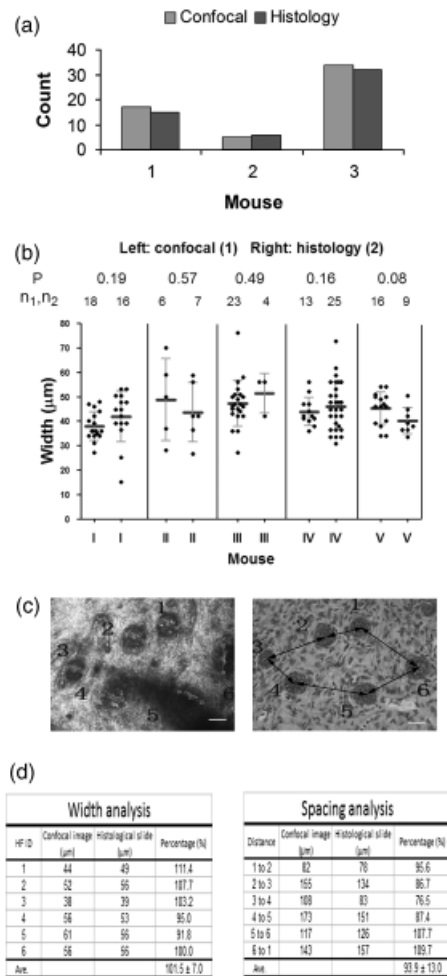 (a)
Confocal Histology
Count
40
30
20
10
0
1 2 3
Mouse
(b)
Left: confocal (1) Right: histology (2)
P 0.19 0.57 0.49 0.16 0.08
n1,n2 18 16 6 7 23 4 13 25 16 9
Width (µm)
80
70
60
50
40
30
20
10
0
I I II II III III IV IV V V
Mouse
(c)
1 2 3 4 5 6
1 2 3 4 5 6
(d)
Width analysis
HF ID Confocal image (µm) Histological slide (µm) Percentage (%)
1 44 49 111.4
2 52 56 107.7
3 38 39 103.2
4 56 53 95.0
5 61 56 91.8
6 56 56 100.0
Ave. 101.5 ± 7.0
Spacing analysis
Distance Confocal image (µm) Histological slide (µm) Percentage (%)
1 to 2 82 78 95.6
2 to 3 155 134 86.7
3 to 4 108 83 76.5
4 to 5 173 151 87.4
5 to 6 117 126 107.7
6 to 1 143 157 109.7
Ave. 93.9 ± 13.0